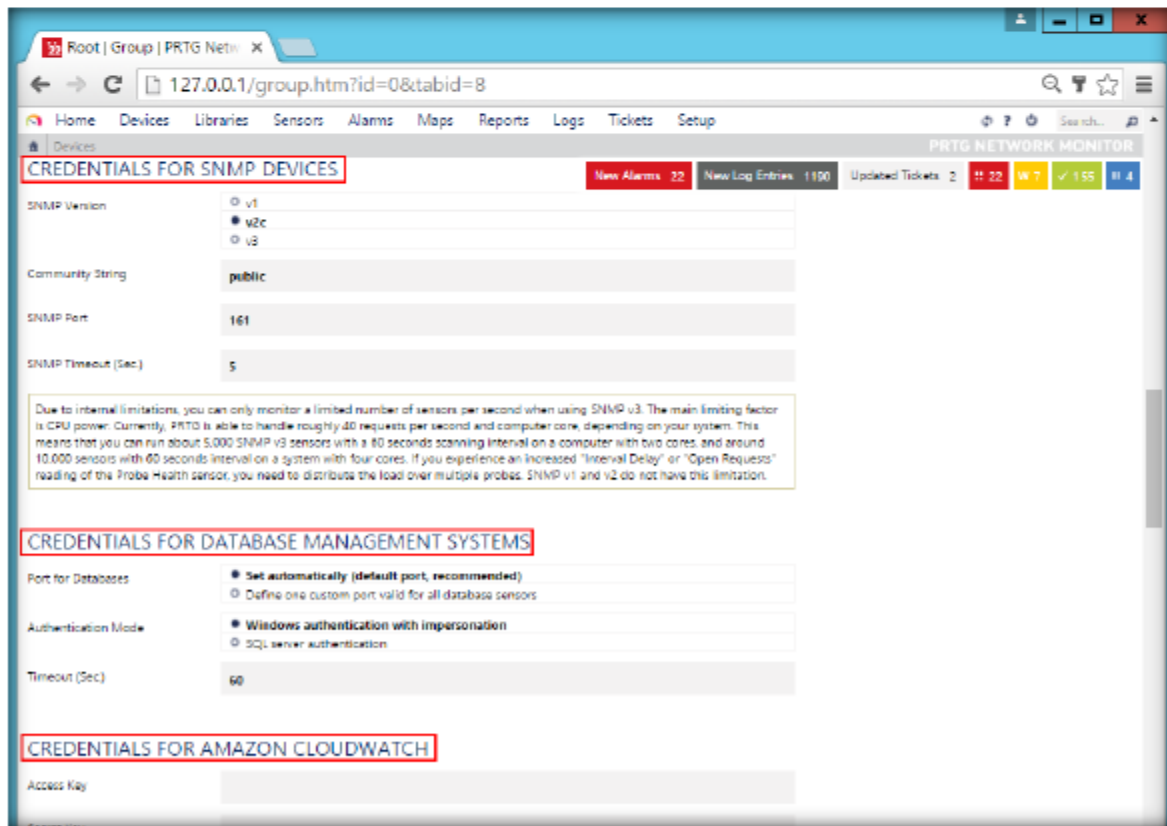 Root | Group | PRTG Netw
127.0.0.1/group.htm?id=0&tabid=8
Home Devices Libraries Sensors Alarms Maps Reports Logs Tickets Setup ? Search...
Devices PRTG NETWORK MONITOR
CREDENTIALS FOR SNMP DEVICES
New Alarms 22 New Log Entries 1190 Updated Tickets 2 !! 22 W 7 ✓ 155 II 4
SNMP Version
v1
v2c
v3
Community String public
SNMP Port 161
SNMP Timeout (Sec.) 5
Due to internal limitations, you can only monitor a limited number of sensors per second when using SNMP v3. The main limiting factor
is CPU power. Currently, PRTG is able to handle roughly 40 requests per second and computer core, depending on your system. This
means that you can run about 5,000 SNMP v3 sensors with a 60 seconds scanning interval on a computer with two cores, and around
10,000 sensors with 60 seconds interval on a system with four cores. If you experience an increased "Interval Delay" or "Open Requests"
reading of the Probe Health sensor, you need to distribute the load over multiple probes. SNMP v1 and v2 do not have this limitation.
CREDENTIALS FOR DATABASE MANAGEMENT SYSTEMS
Port for Databases Set automatically (default port, recommended)
Define one custom port valid for all database sensors
Authentication Mode Windows authentication with impersonation
SQL server authentication
Timeout (Sec.) 60
CREDENTIALS FOR AMAZON CLOUDWATCH
Access Key